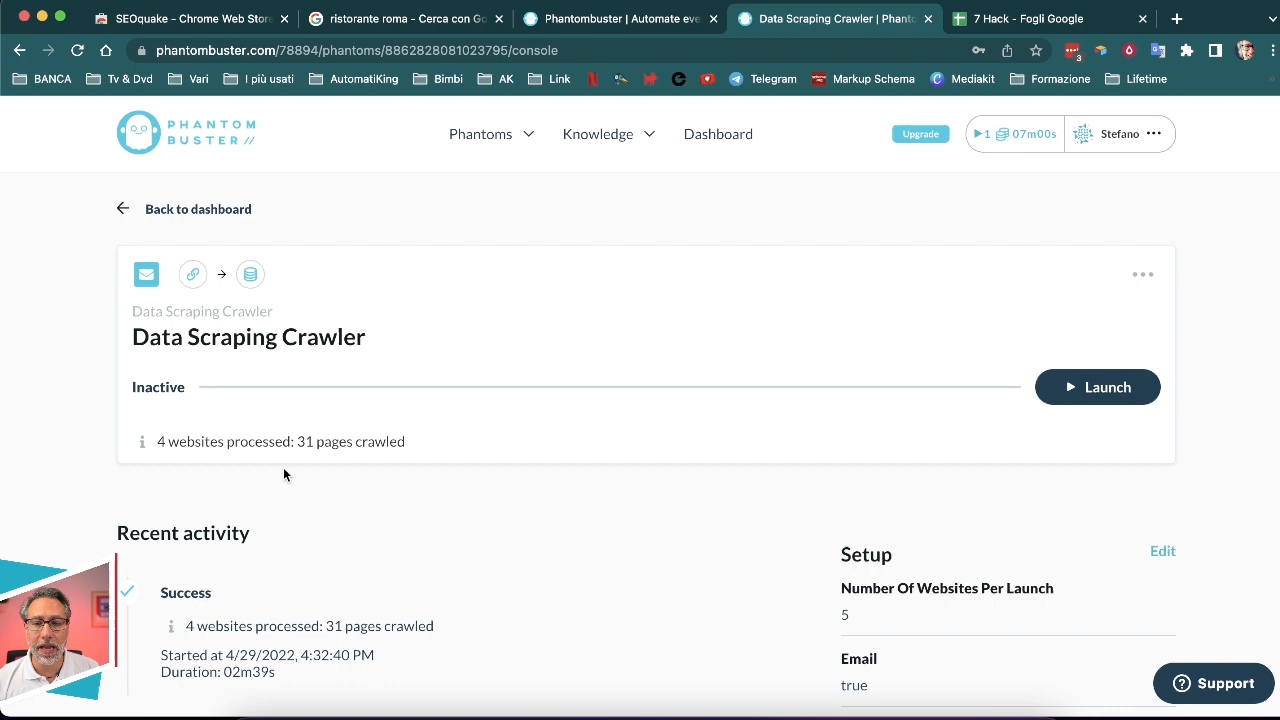 SEOquake - Chrome Web Store
ristorante roma - Cerca con Go
Phantombuster | Automate eve
Data Scraping Crawler | Phanto
7 Hack - Fogli Google
phantombuster.com/78894/phantoms/8862828081023795/console
3
BANCA
Tv & Dvd
Vari
I più usati
AutomatiKing
Bimbi
AK
Link
Telegram
Markup Schema
Mediakit
Formazione
Lifetime
PHANTOM
BUSTER //
Phantoms
Knowledge
Dashboard
Upgrade
1
07m00s
Stefano
Back to dashboard
Data Scraping Crawler
Data Scraping Crawler
Inactive
Launch
4 websites processed: 31 pages crawled
Recent activity
Success
4 websites processed: 31 pages crawled
Started at 4/29/2022, 4:32:40 PM
Duration: 02m39s
Setup
Edit
Number Of Websites Per Launch
5
Email
true
Support